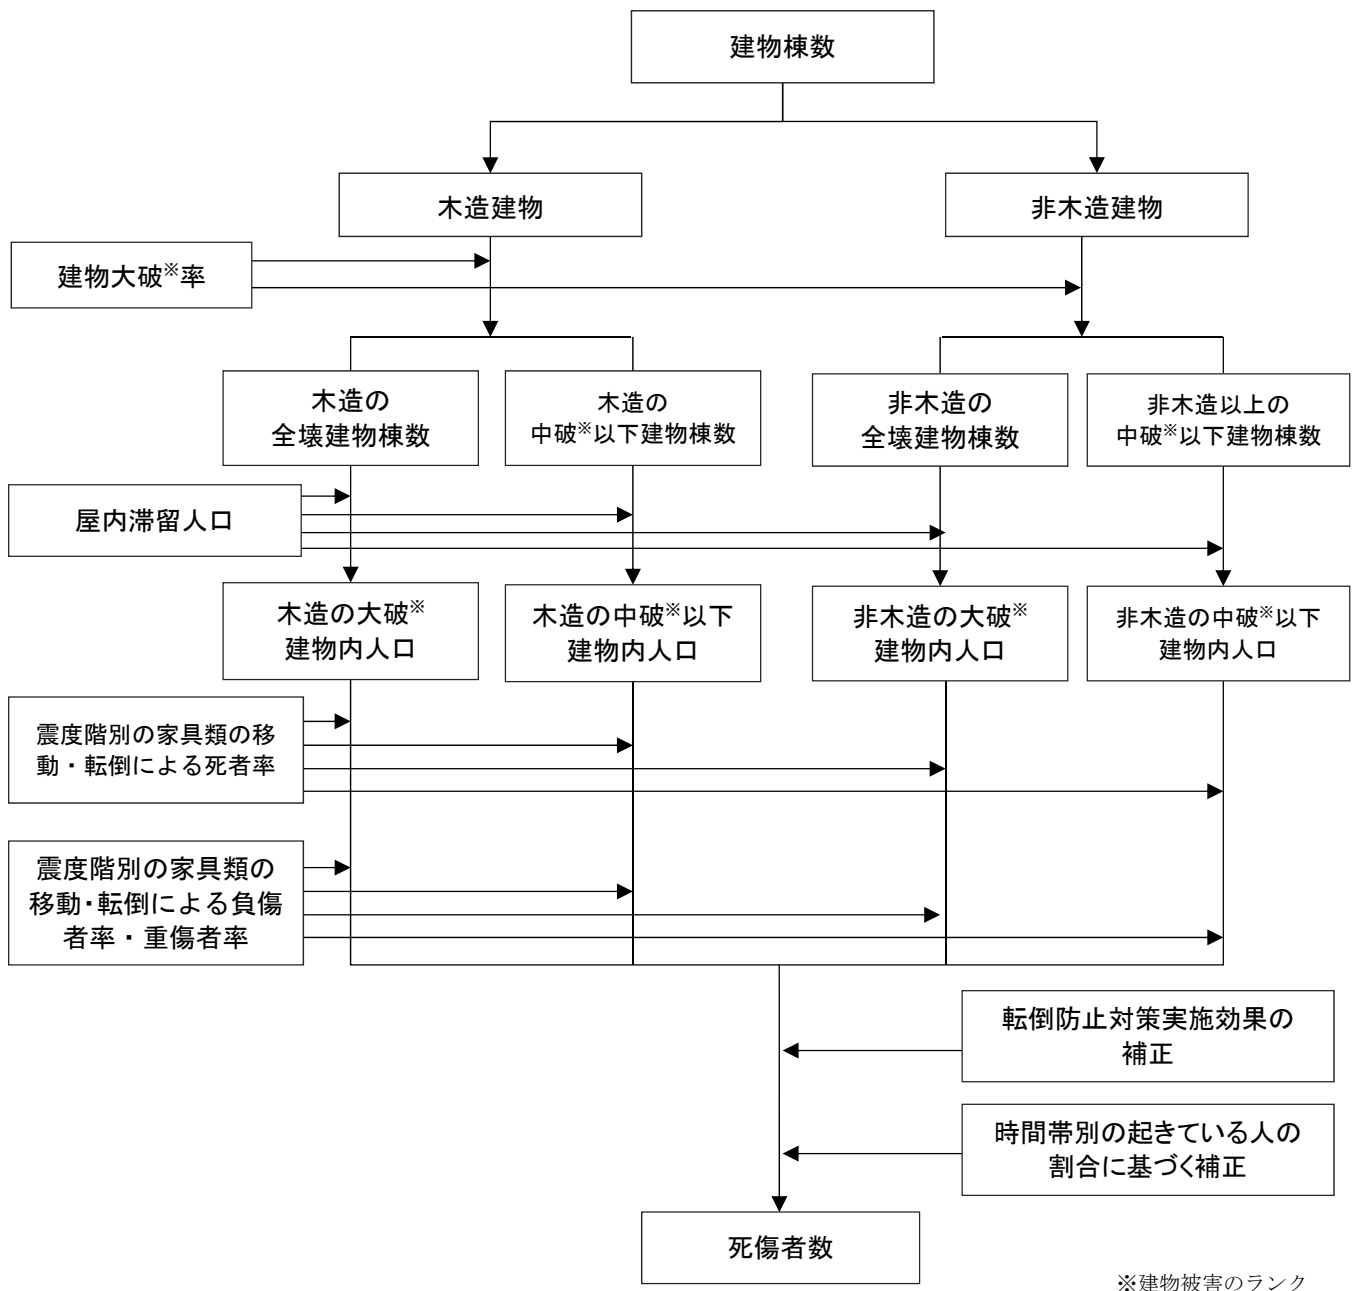 建物棟数
木造建物
非木造建物
建物大破※率
木造の
全壊建物棟数
木造の
中破※以下建物棟数
非木造の
全壊建物棟数
非木造以上の
中破※以下建物棟数
屋内滞留人口
木造の大破※
建物内人口
木造の中破※以下
建物内人口
非木造の大破※
建物内人口
非木造の中破※以下
建物内人口
震度階別の家具類の移
動・転倒による死者率
震度階別の家具類の
移動・転倒による負傷
者率・重傷者率
転倒防止対策実施効果の
補正
時間帯別の起きている人の
割合に基づく補正
死傷者数
※建物被害のランク